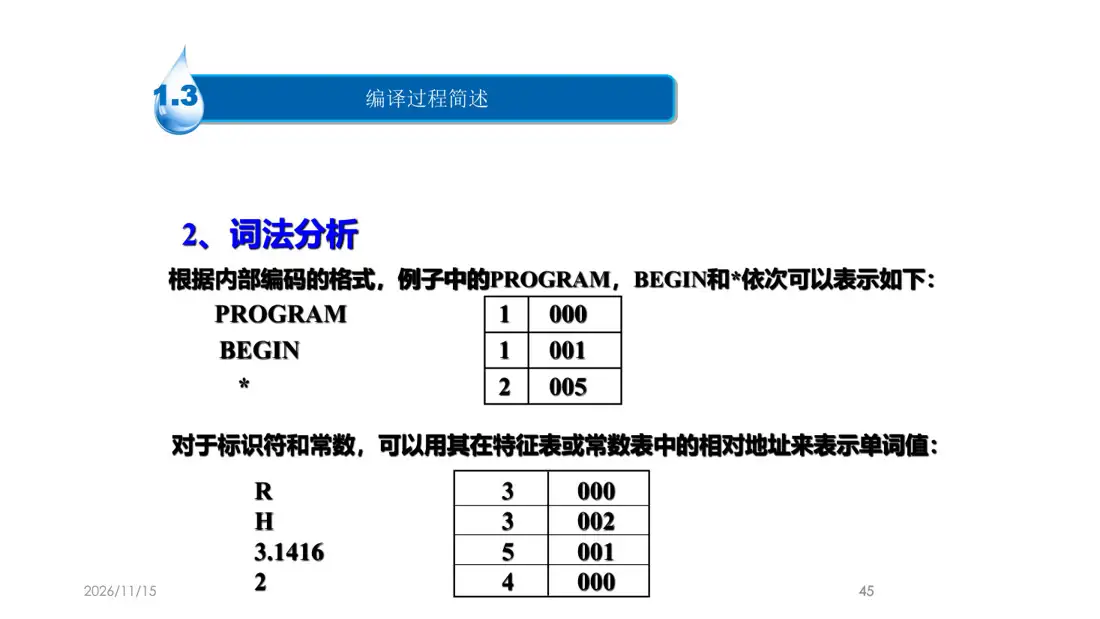 1.3 编译过程简述
2、词法分析
根据内部编码的格式，例子中的PROGRAM，BEGIN和*依次可以表示如下：
PROGRAM 1 000
BEGIN 1 001
* 2 005
对于标识符和常数，可以用其在特征表或常数表中的相对地址来表示单词值：
R 3 000
H 3 002
3.1416 5 001
2 4 000
2026/11/15 45